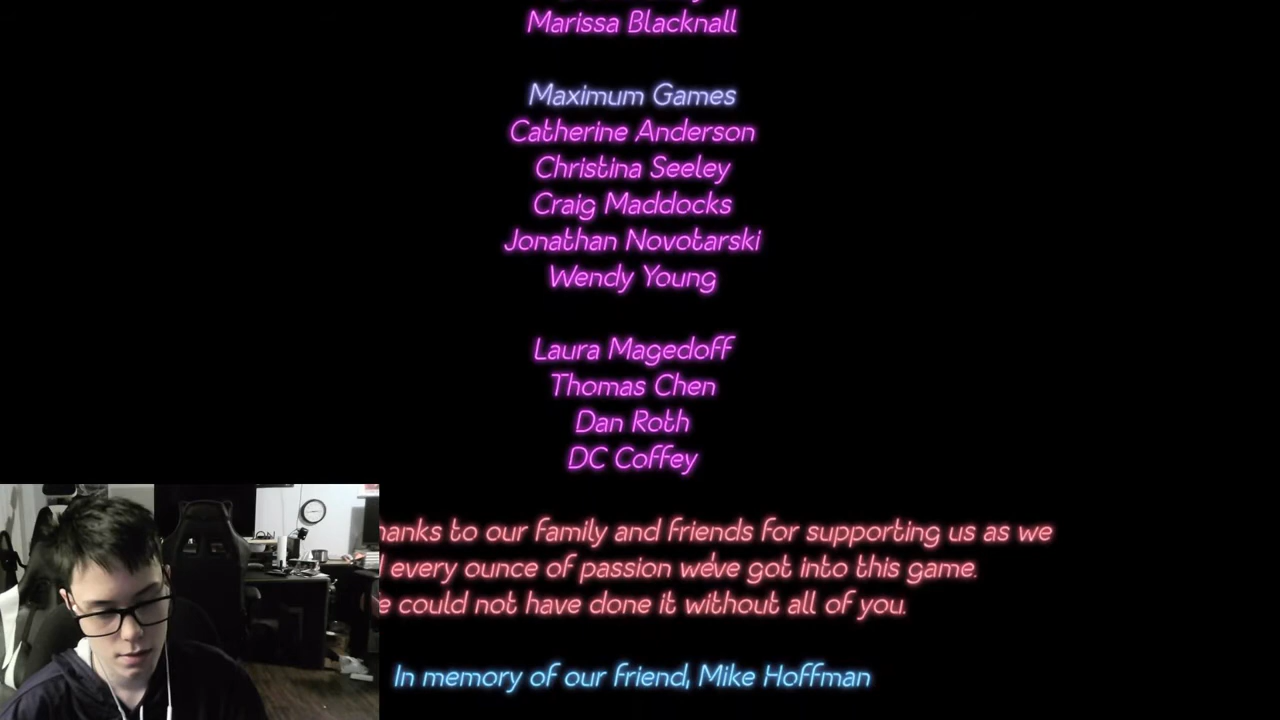 Marissa Blacknall
Maximum Games
Catherine Anderson
Christina Seeley
Craig Maddocks
Jonathan Novotarski
Wendy Young
Laura Magedoff
Thomas Chen
Dan Roth
DC Coffey
hanks to our family and friends for supporting us as we
every ounce of passion we've got into this game.
e could not have done it without all of you.
In memory of our friend, Mike Hoffman